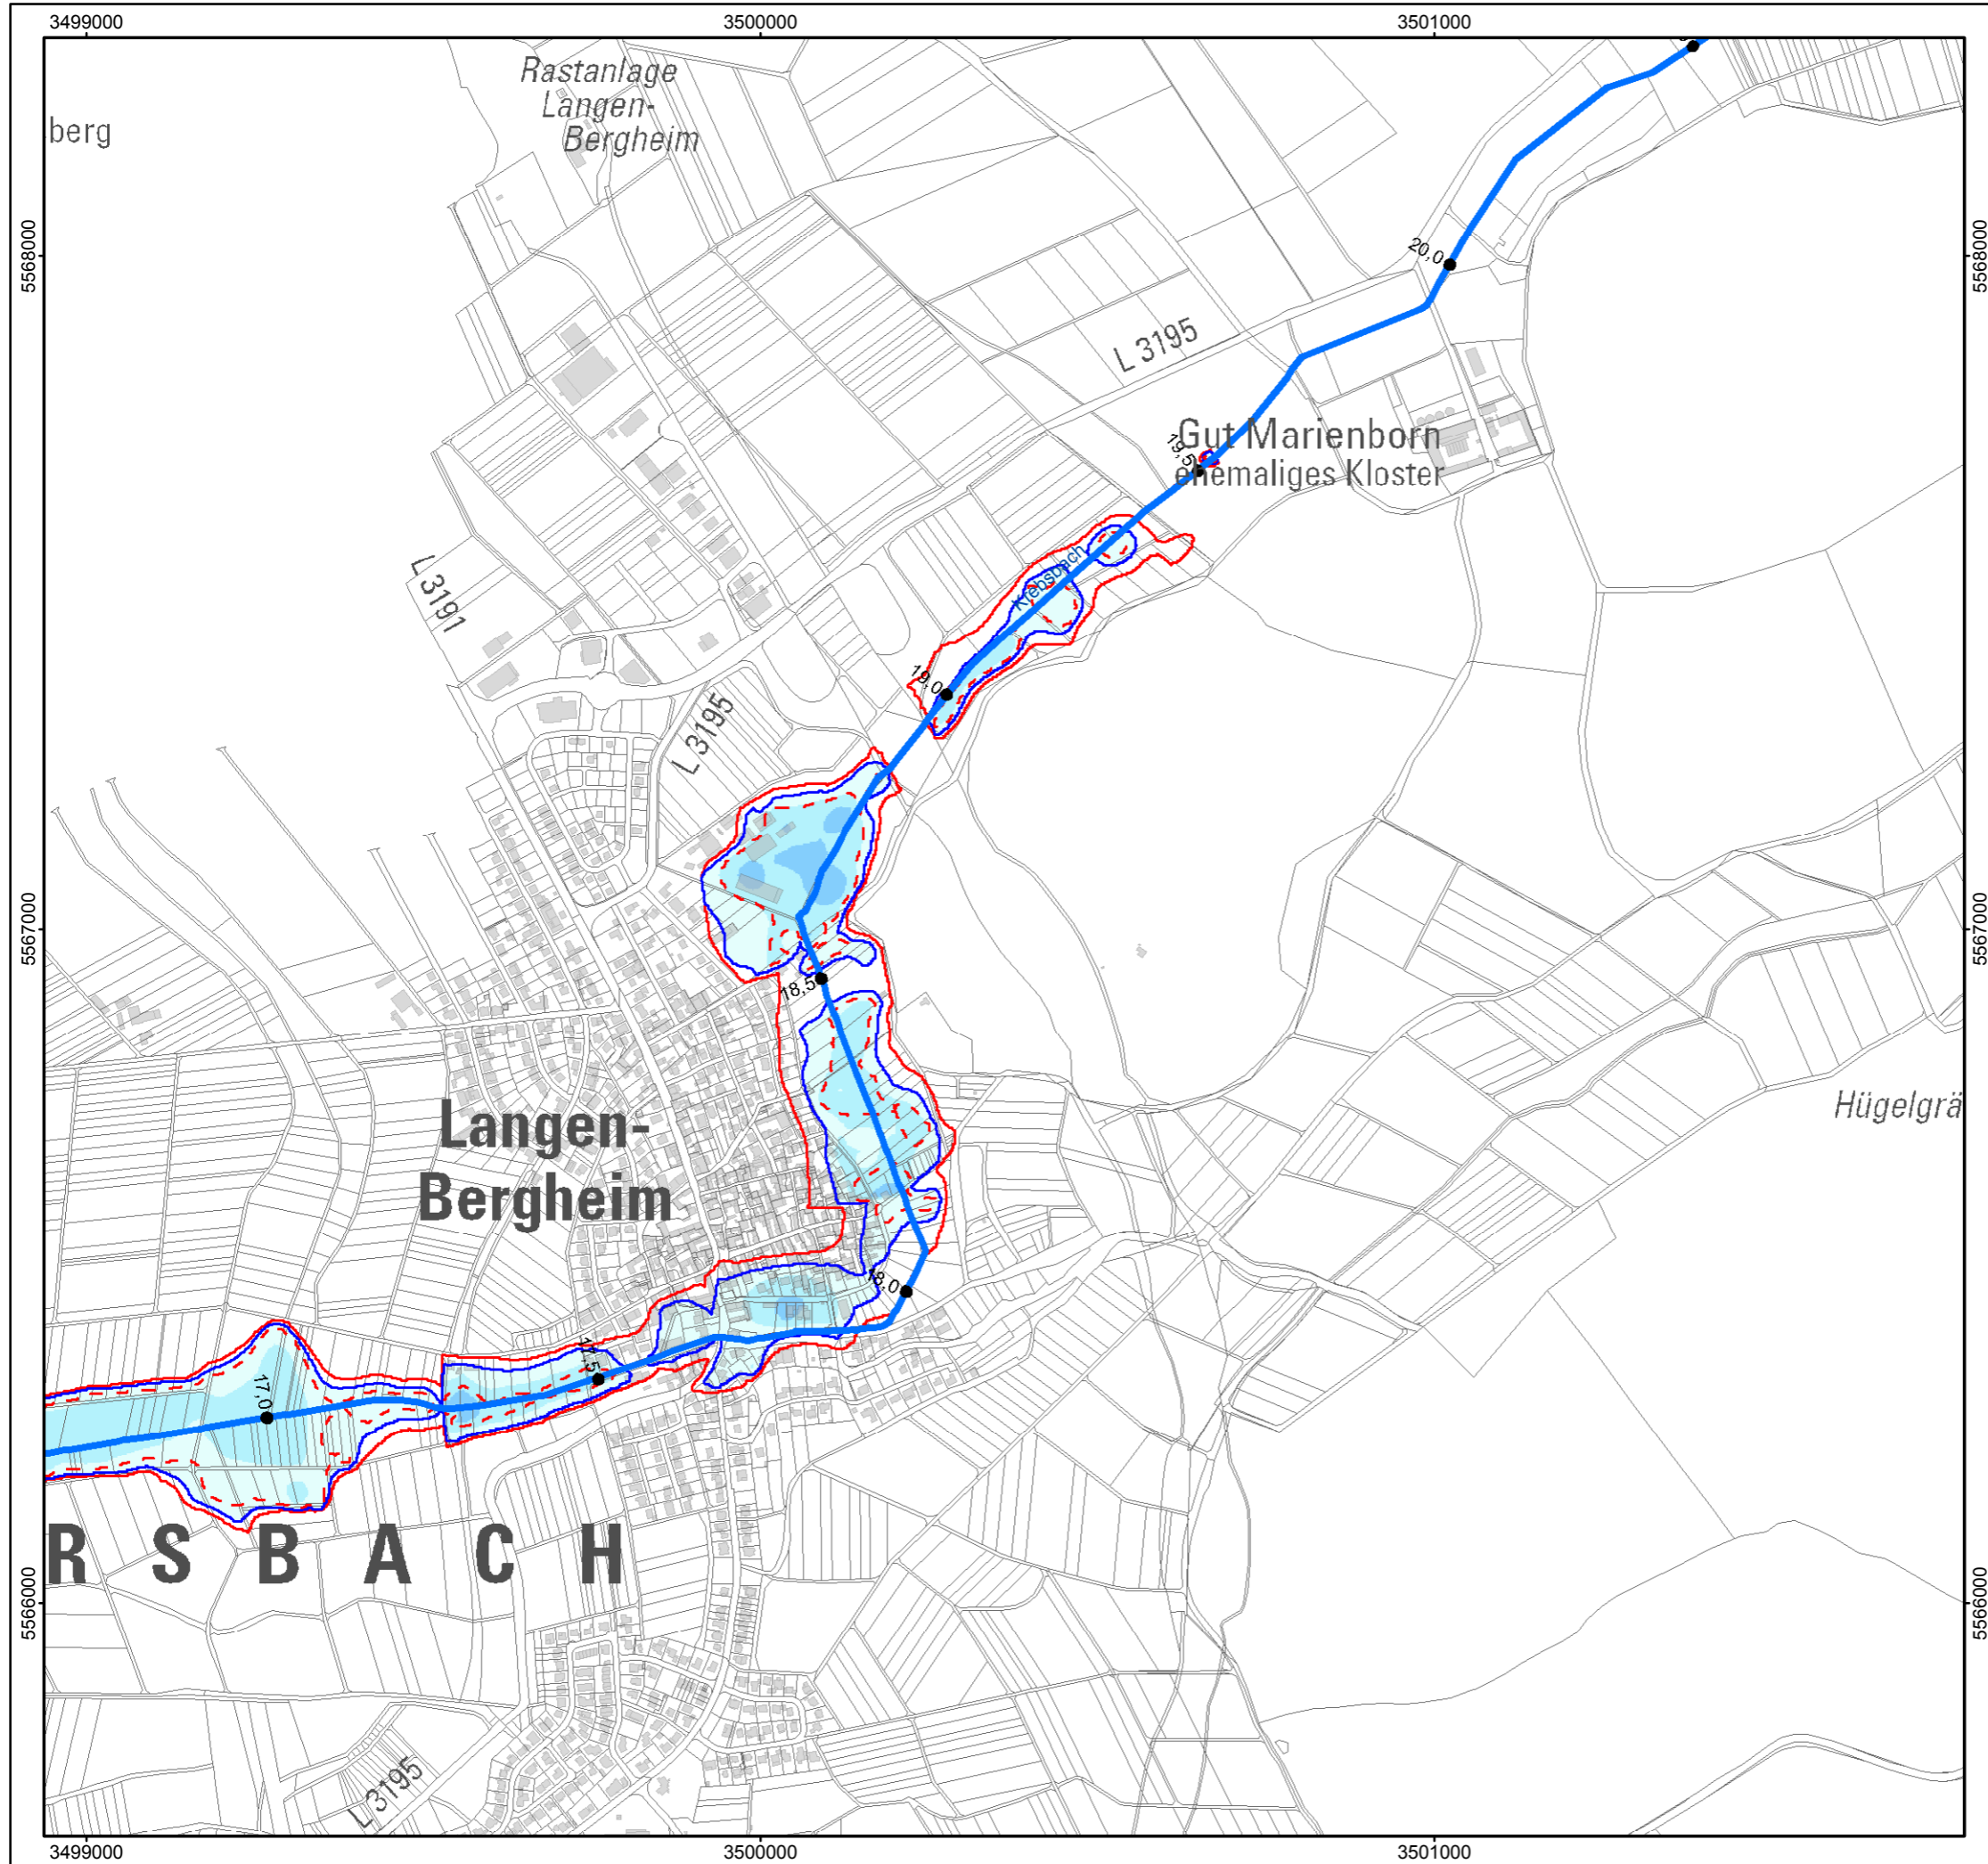 3499000
3500000
3501000
Rastanlage
Langen-
Bergheim
berg
5568000
5568000
20,0
L 3195
Gut Marienborn
19,5
ehemaliges Kloster
L 3191
Krebsbach
19,0
L 3195
5567000
5567000
18,5
Hügelgrä
Langen-
Bergheim
18,0
17,5
17,0
R S B A C H
5566000
5566000
L 3195
3499000
3500000
3501000